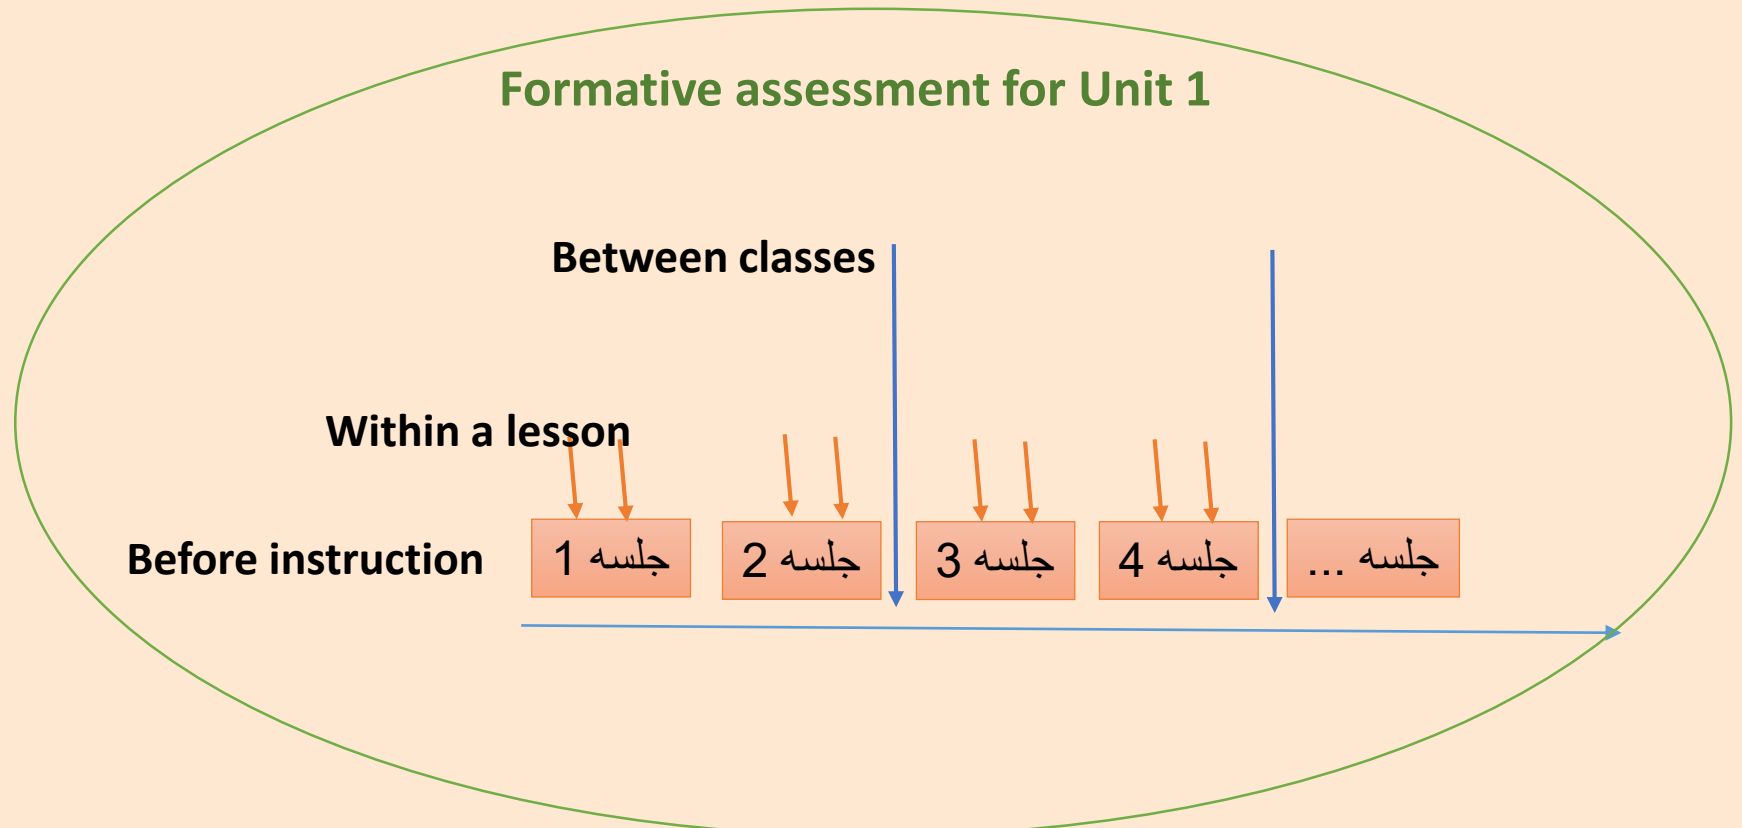 Formative assessment for Unit 1
Between classes
Within a lesson
Before instruction
جلسه 1
جلسه 2
جلسه 3
جلسه 4
جلسه ...